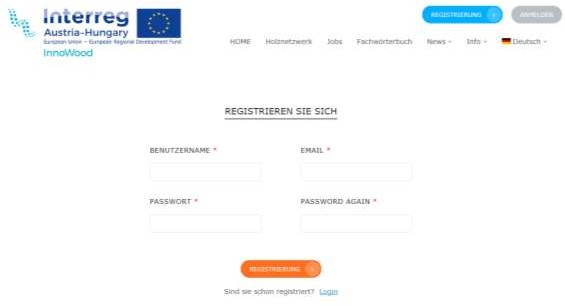 Interreg
Austria-Hungary
European Union – European Regional Development Fund
InnoWood
REGISTRIERUNG
ANMELDEN
HOME Holznetzwerk Jobs Fachwörterbuch News Info Deutsch
REGISTRIEREN SIE SICH
BENUTZERNAME * EMAIL *
PASSWORT * PASSWORD AGAIN *
REGISTRIERUNG
Sind sie schon registriert? Login